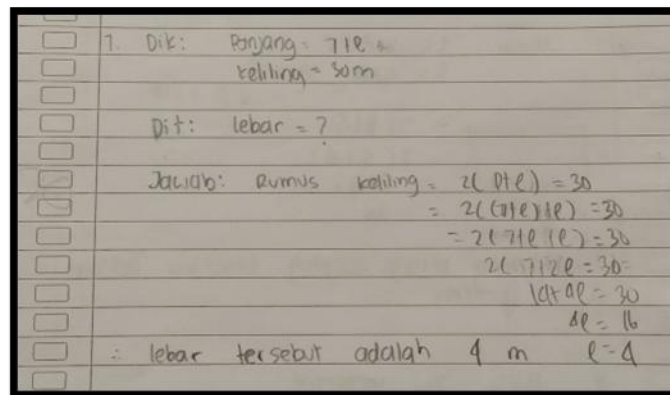 7. Dik: Panjang = 7+l
keliling = 30m
Dit: lebar = ?
Jawab: Rumus keliling = 2(p+l) = 30
= 2((7+l)+l) = 30
= 2(7+l+l) = 30
2(7+2l = 30
14+4l = 30
4l = 16
∴ lebar tersebut adalah 4 m l=4